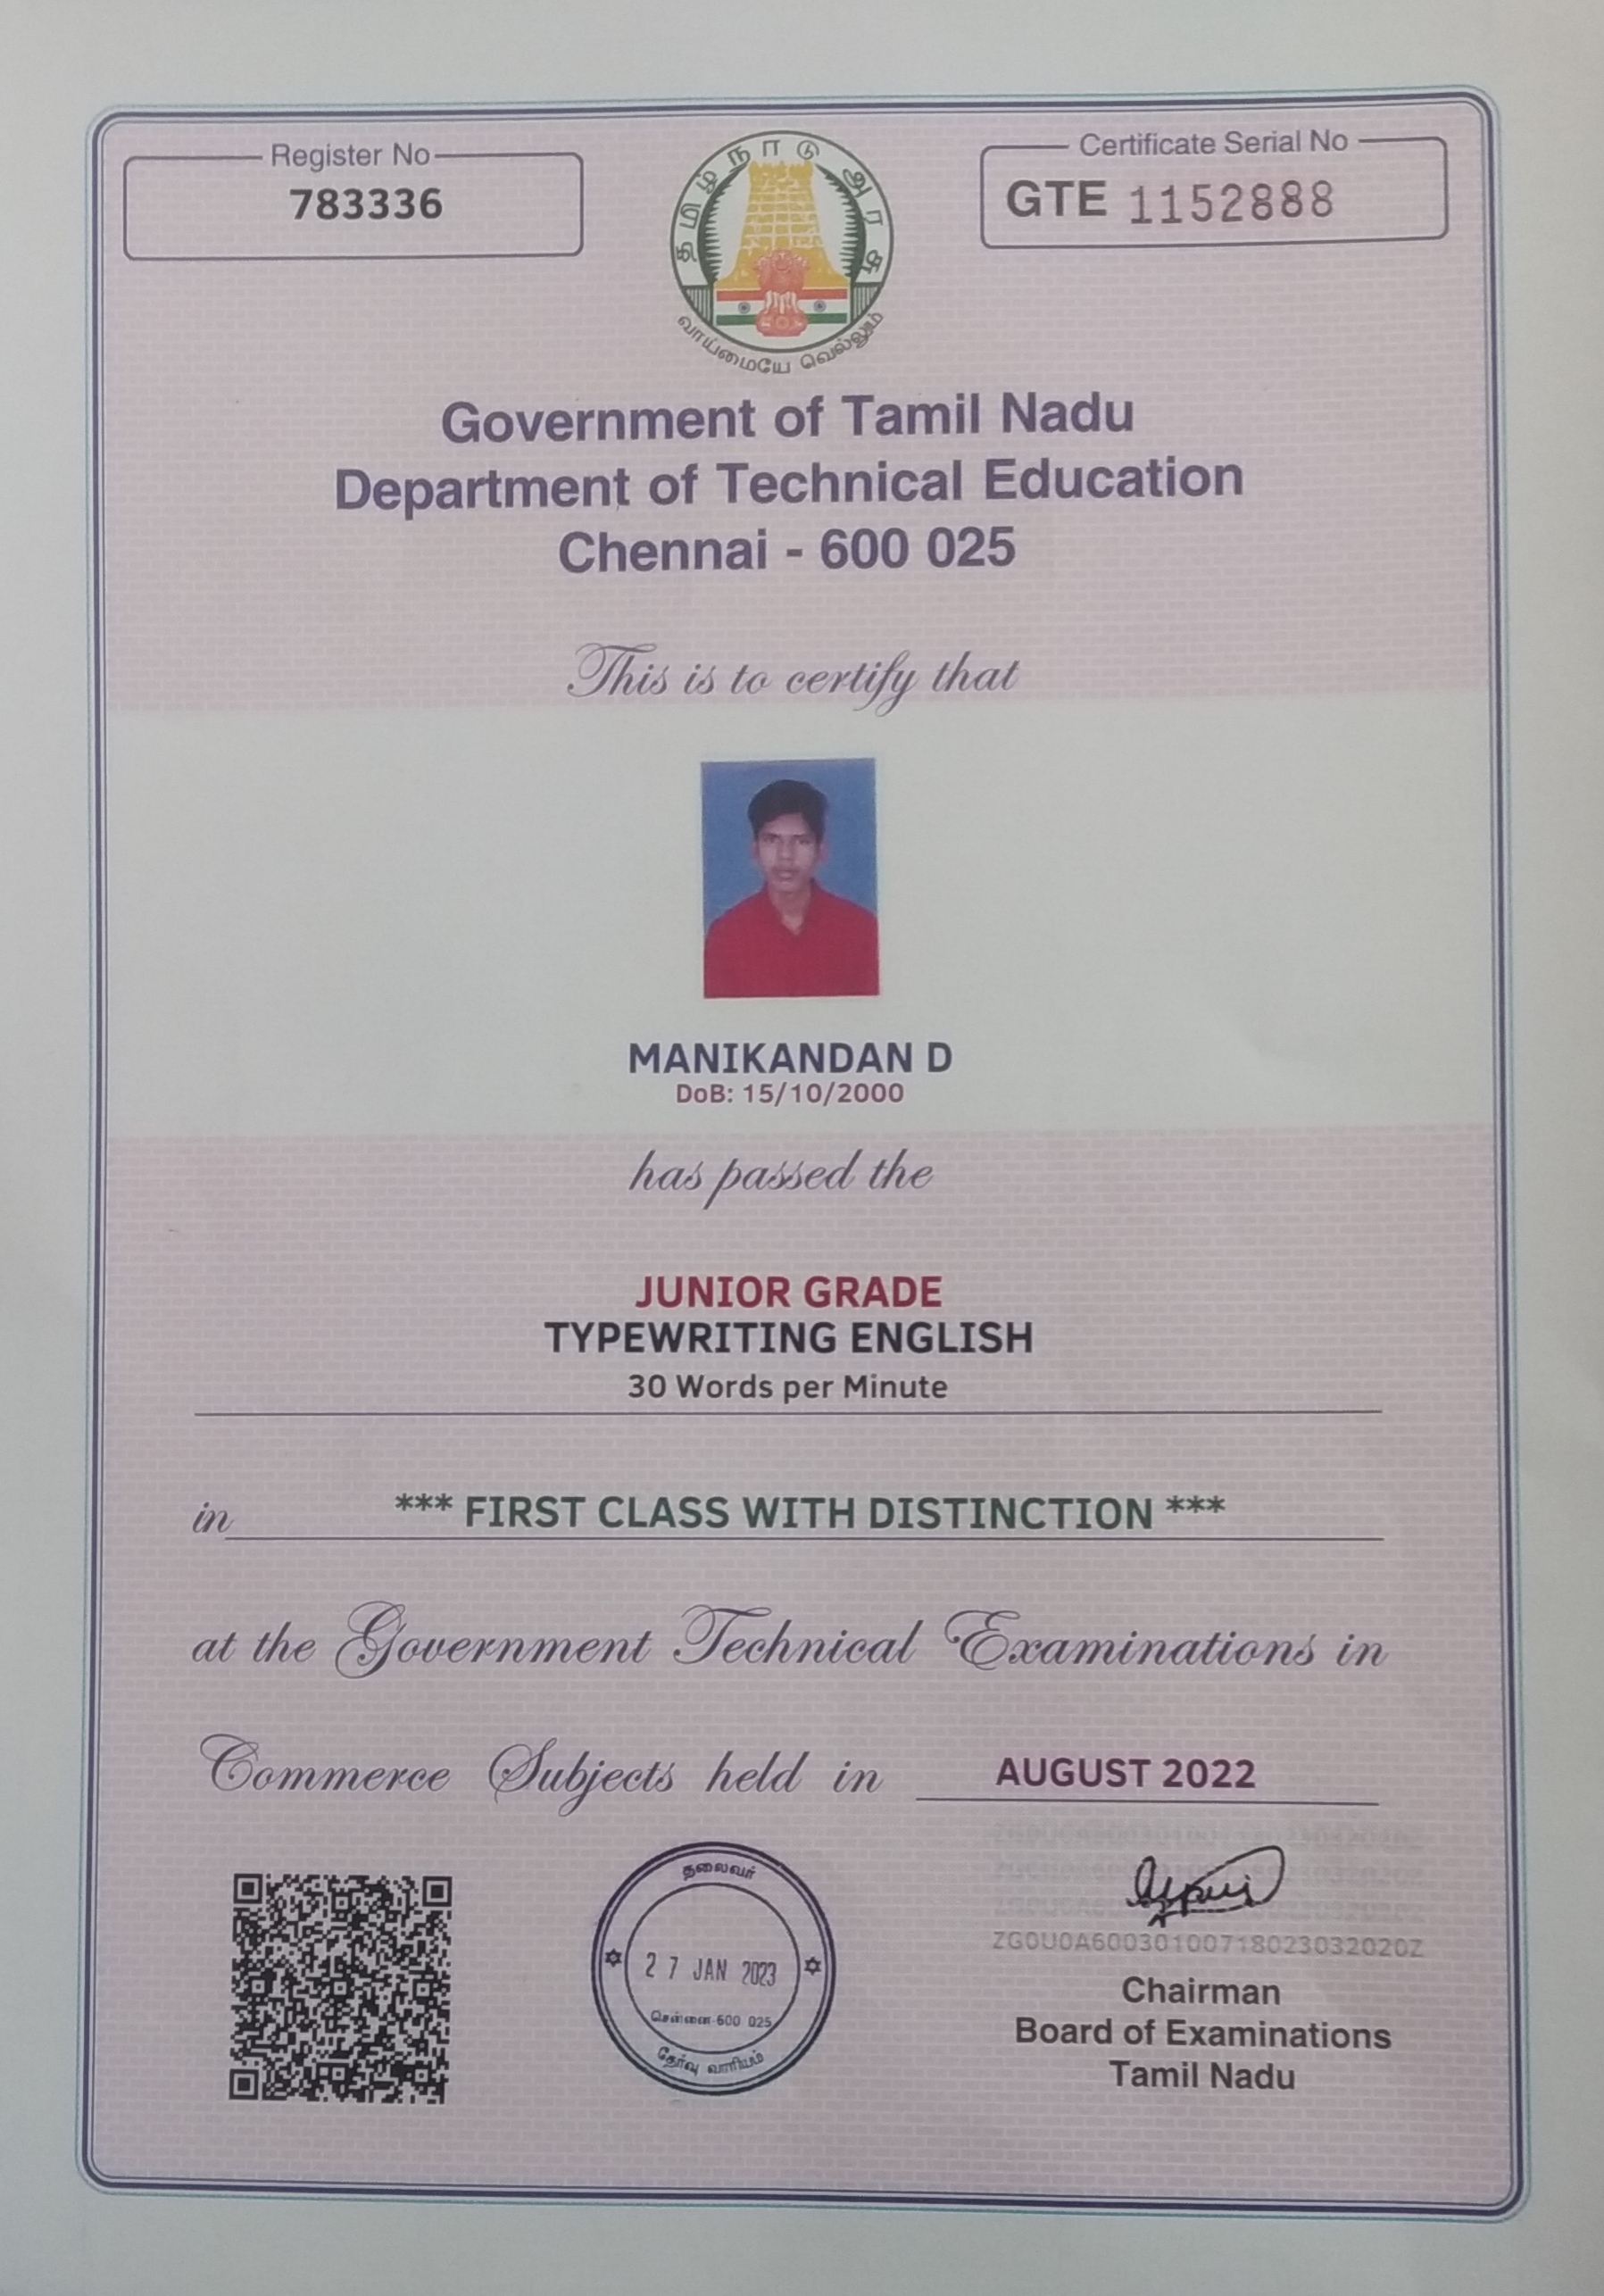 Register No
783336
Certificate Serial No
GTE 1152888
தமிழ்நாடு அரசு
வாய்மையே வெல்லும்
Government of Tamil Nadu
Department of Technical Education
Chennai - 600 025
This is to certify that
MANIKANDAN D
DoB: 15/10/2000
has passed the
JUNIOR GRADE
TYPEWRITING ENGLISH
30 Words per Minute
in *** FIRST CLASS WITH DISTINCTION ***
at the Government Technical Examinations in
Commerce Subjects held in AUGUST 2022
தலைவர்
27 JAN 2023
சென்னை-600 025
தேர்வு வாரியம்
ZG0U0A60030100718023032020Z
Chairman
Board of Examinations
Tamil Nadu